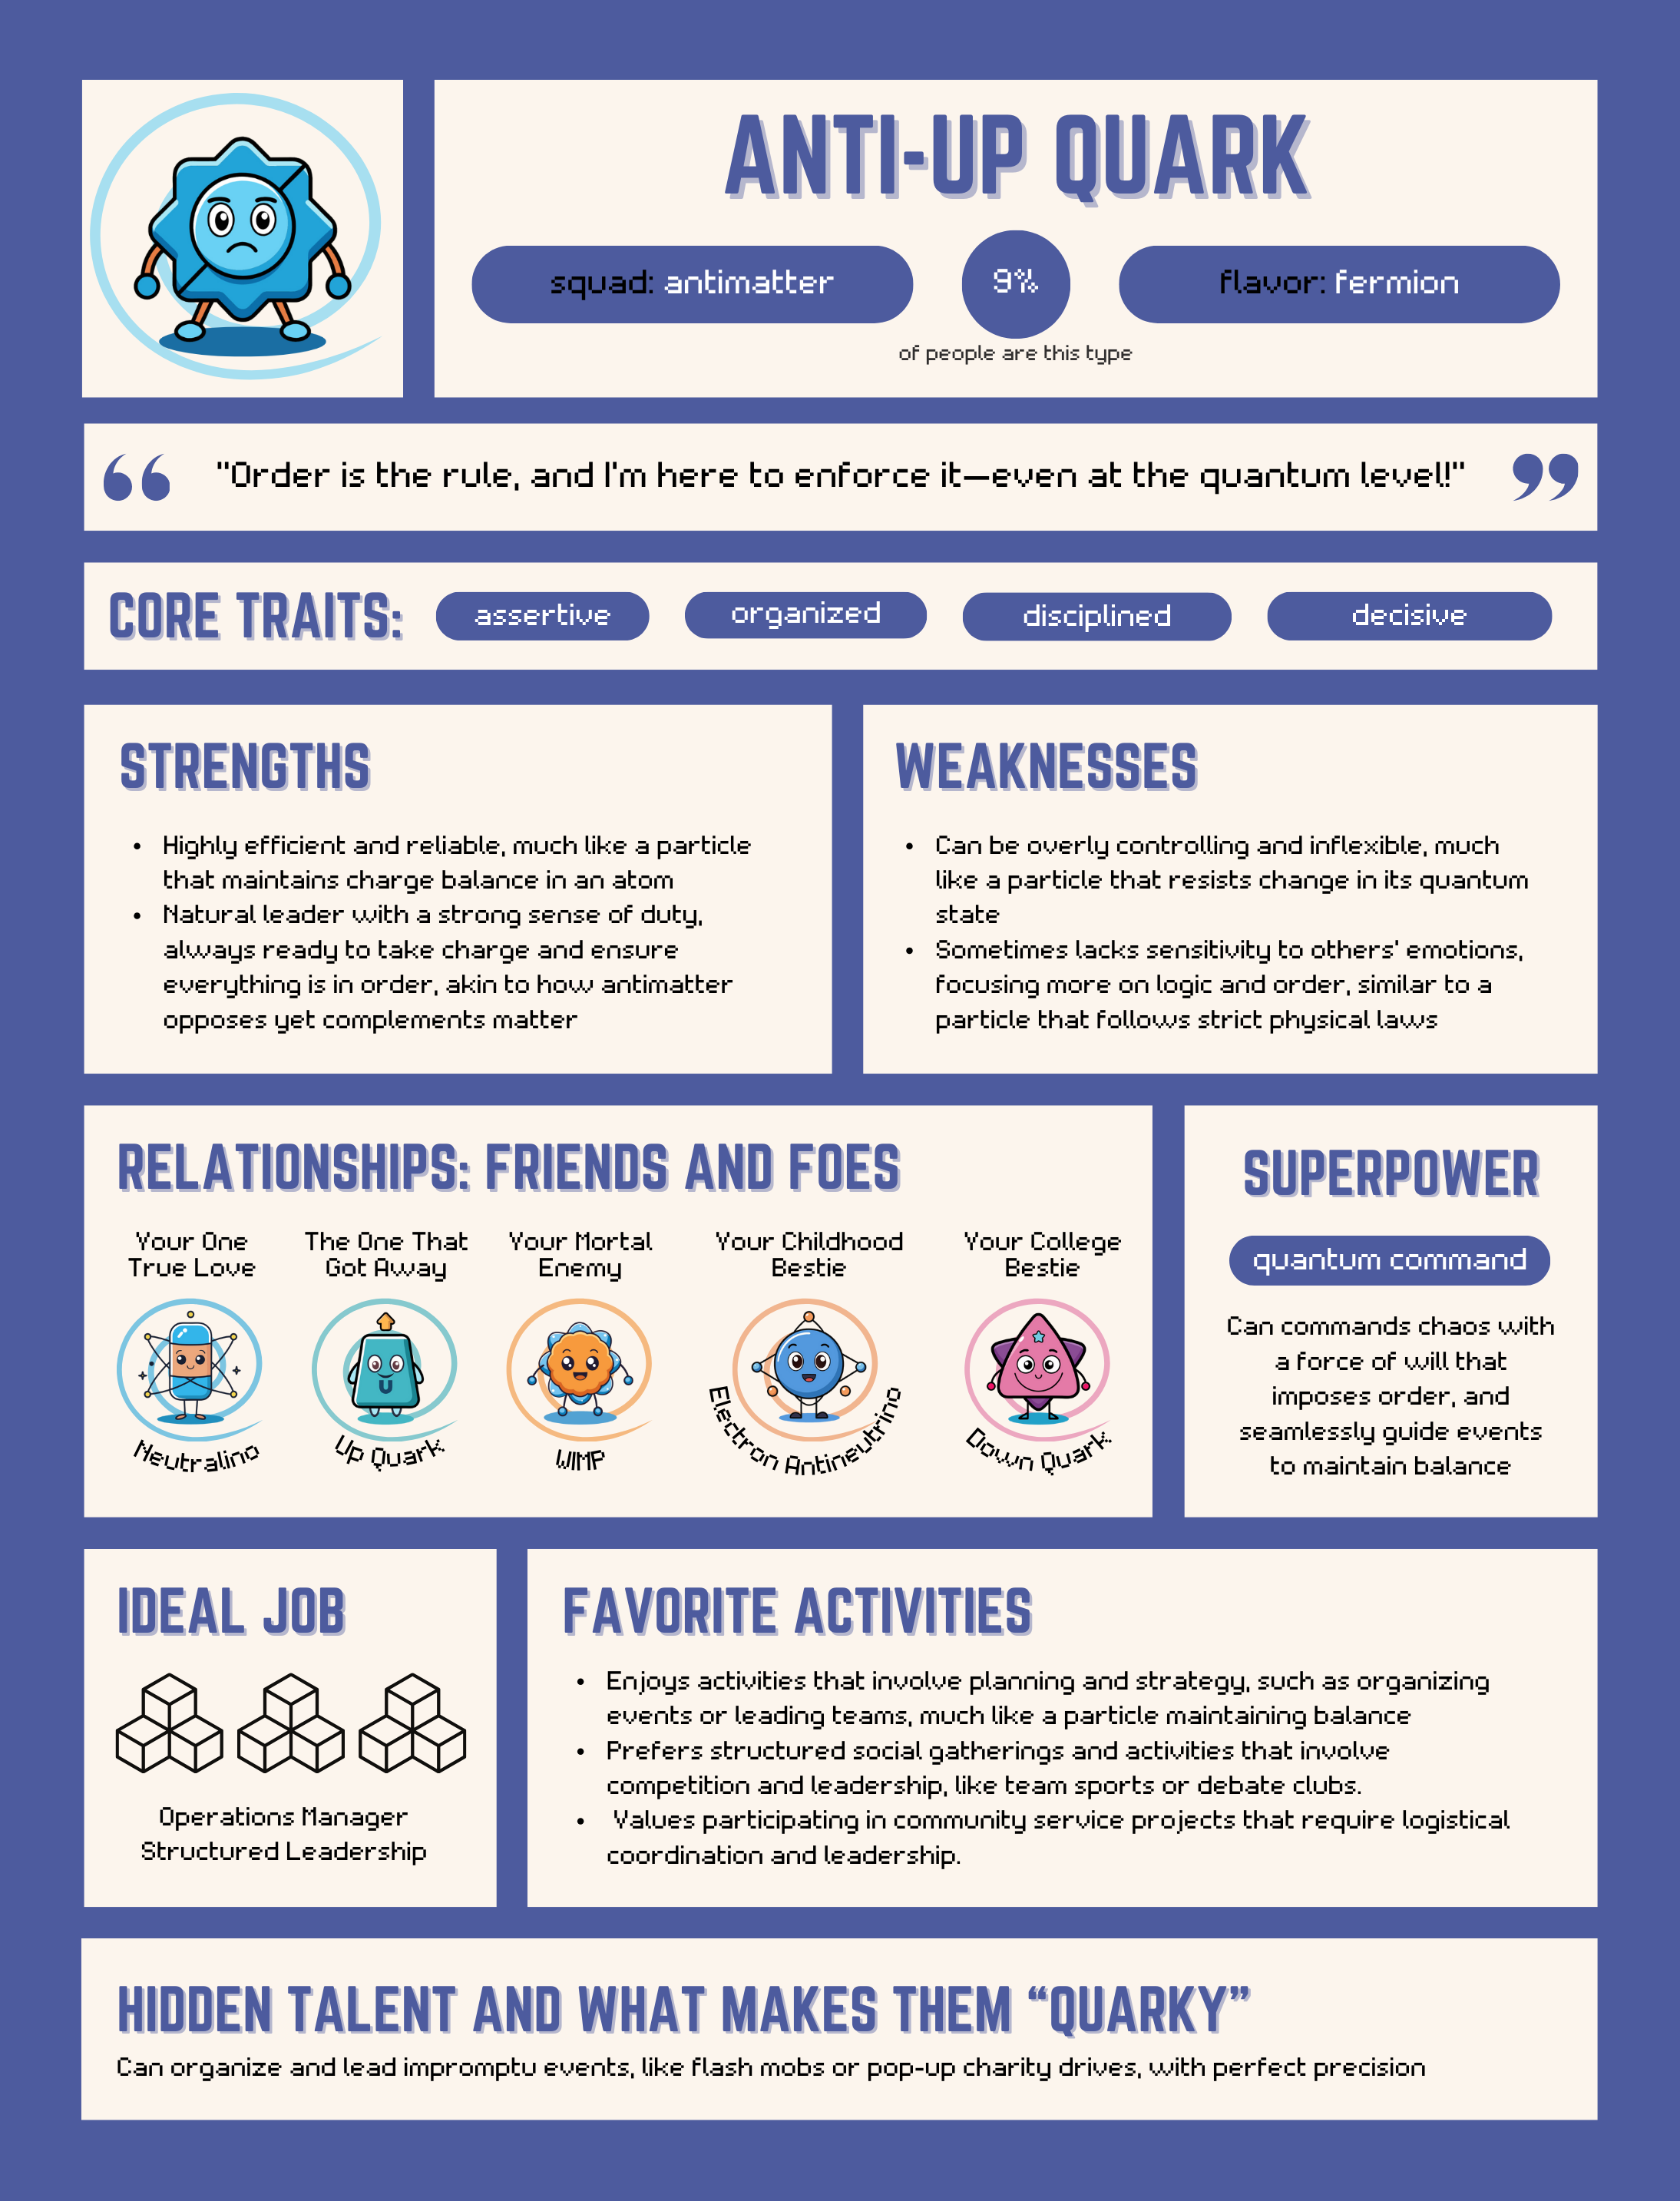 ANTI-UP QUARK
squad: antimatter
9%
flavor: fermion
of people are this type
"Order is the rule, and I'm here to enforce it—even at the quantum level!"
CORE TRAITS:
assertive
organized
disciplined
decisive
STRENGTHS
• Highly efficient and reliable, much like a particle
that maintains charge balance in an atom
• Natural leader with a strong sense of duty,
always ready to take charge and ensure
everything is in order, akin to how antimatter
opposes yet complements matter
WEAKNESSES
• Can be overly controlling and inflexible, much
like a particle that resists change in its quantum
state
• Sometimes lacks sensitivity to others' emotions,
focusing more on logic and order, similar to a
particle that follows strict physical laws
RELATIONSHIPS: FRIENDS AND FOES
Your One
True Love
Neutralino
The One That
Got Away
U
Up Quark
Your Mortal
Enemy
WIMP
Your Childhood
Bestie
Electron Antineutrino
Your College
Bestie
Down Quark
SUPERPOWER
quantum command
Can commands chaos with
a force of will that
imposes order, and
seamlessly guide events
to maintain balance
IDEAL JOB
Operations Manager
Structured Leadership
FAVORITE ACTIVITIES
• Enjoys activities that involve planning and strategy, such as organizing
events or leading teams, much like a particle maintaining balance
• Prefers structured social gatherings and activities that involve
competition and leadership, like team sports or debate clubs.
• Values participating in community service projects that require logistical
coordination and leadership.
HIDDEN TALENT AND WHAT MAKES THEM “QUARKY”
Can organize and lead impromptu events, like flash mobs or pop-up charity drives, with perfect precision